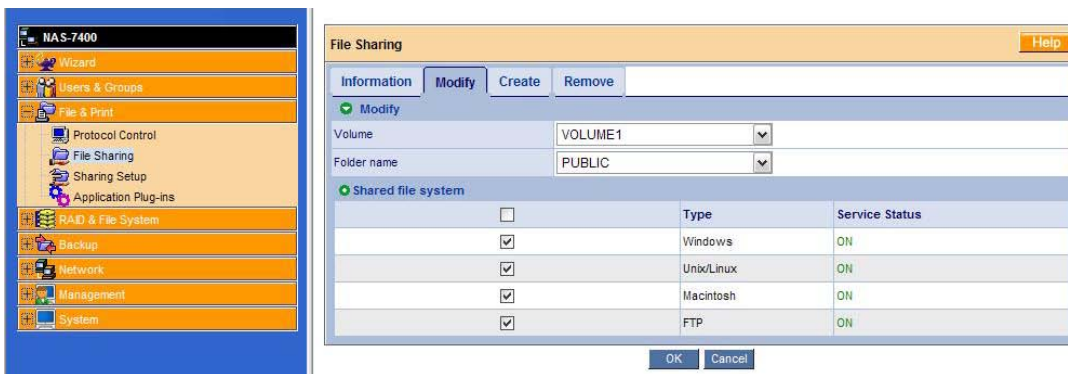 NAS-7400
Wizard
Users & Groups
File & Print
Protocol Control
File Sharing
Sharing Setup
Application Plug-ins
RAID & File System
Backup
Network
Management
System
File Sharing
Help
Information Modify Create Remove
Modify
Volume VOLUME1
Folder name PUBLIC
Shared file system
Type Service Status
Windows ON
Unix/Linux ON
Macintosh ON
FTP ON
OK Cancel